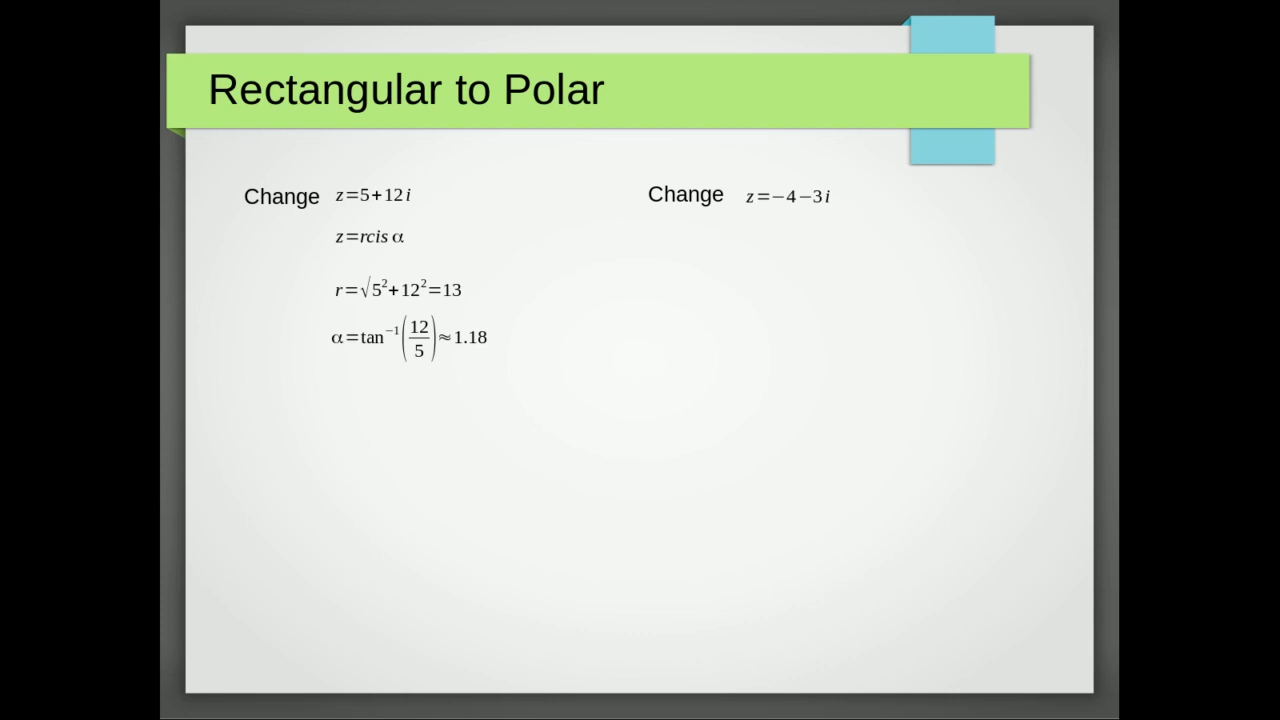 Rectangular to Polar
Change z=5+12i
z=rcis α
r=√5²+12²=13
α=tan⁻¹(12/5)≈1.18
Change z=−4−3i